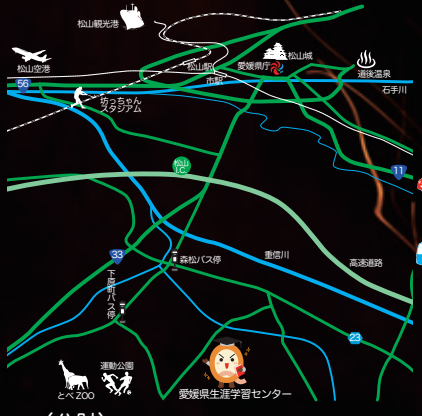 松山観光港
松山空港
松山駅
市駅
愛媛県庁
松山城
道後温泉
石手川
56
坊っちゃん
スタジアム
松山
I.C.
11
33
森松バス停
重信川
高速道路
下原町バス停
23
とべZOO
運動公園
愛媛県生涯学習センター